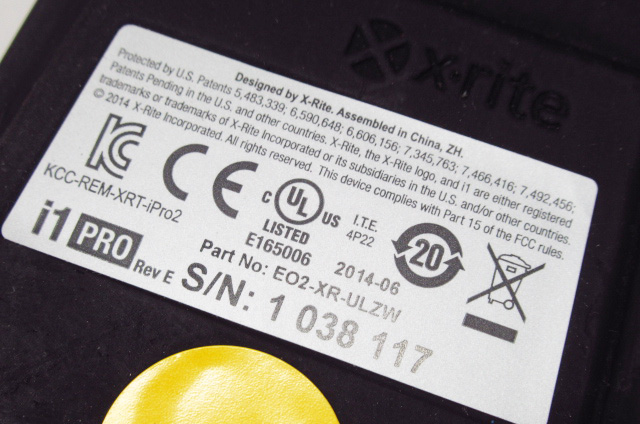 x·rite
Designed by X-Rite. Assembled in China, ZH.
Protected by U.S. Patents 5,483,339; 6,590,648; 6,606,156; 7,345,763; 7,466,416; 7,492,456;
Patents Pending in the U.S. and other countries. X-Rite, the X-Rite logo, and i1 are either registered
trademarks or trademarks of X-Rite Incorporated or its subsidiaries in the U.S. and/or other countries.
© 2014 X-Rite Incorporated. All rights reserved. This device complies with Part 15 of the FCC rules.
KC
KCC-REM-XRT-iPro2
CE
C UL US
LISTED
E165006
I.T.E.
4P22
20
i1 PRO Rev E
2014-06
Part No: EO2-XR-ULZW
S/N: 1 038 117